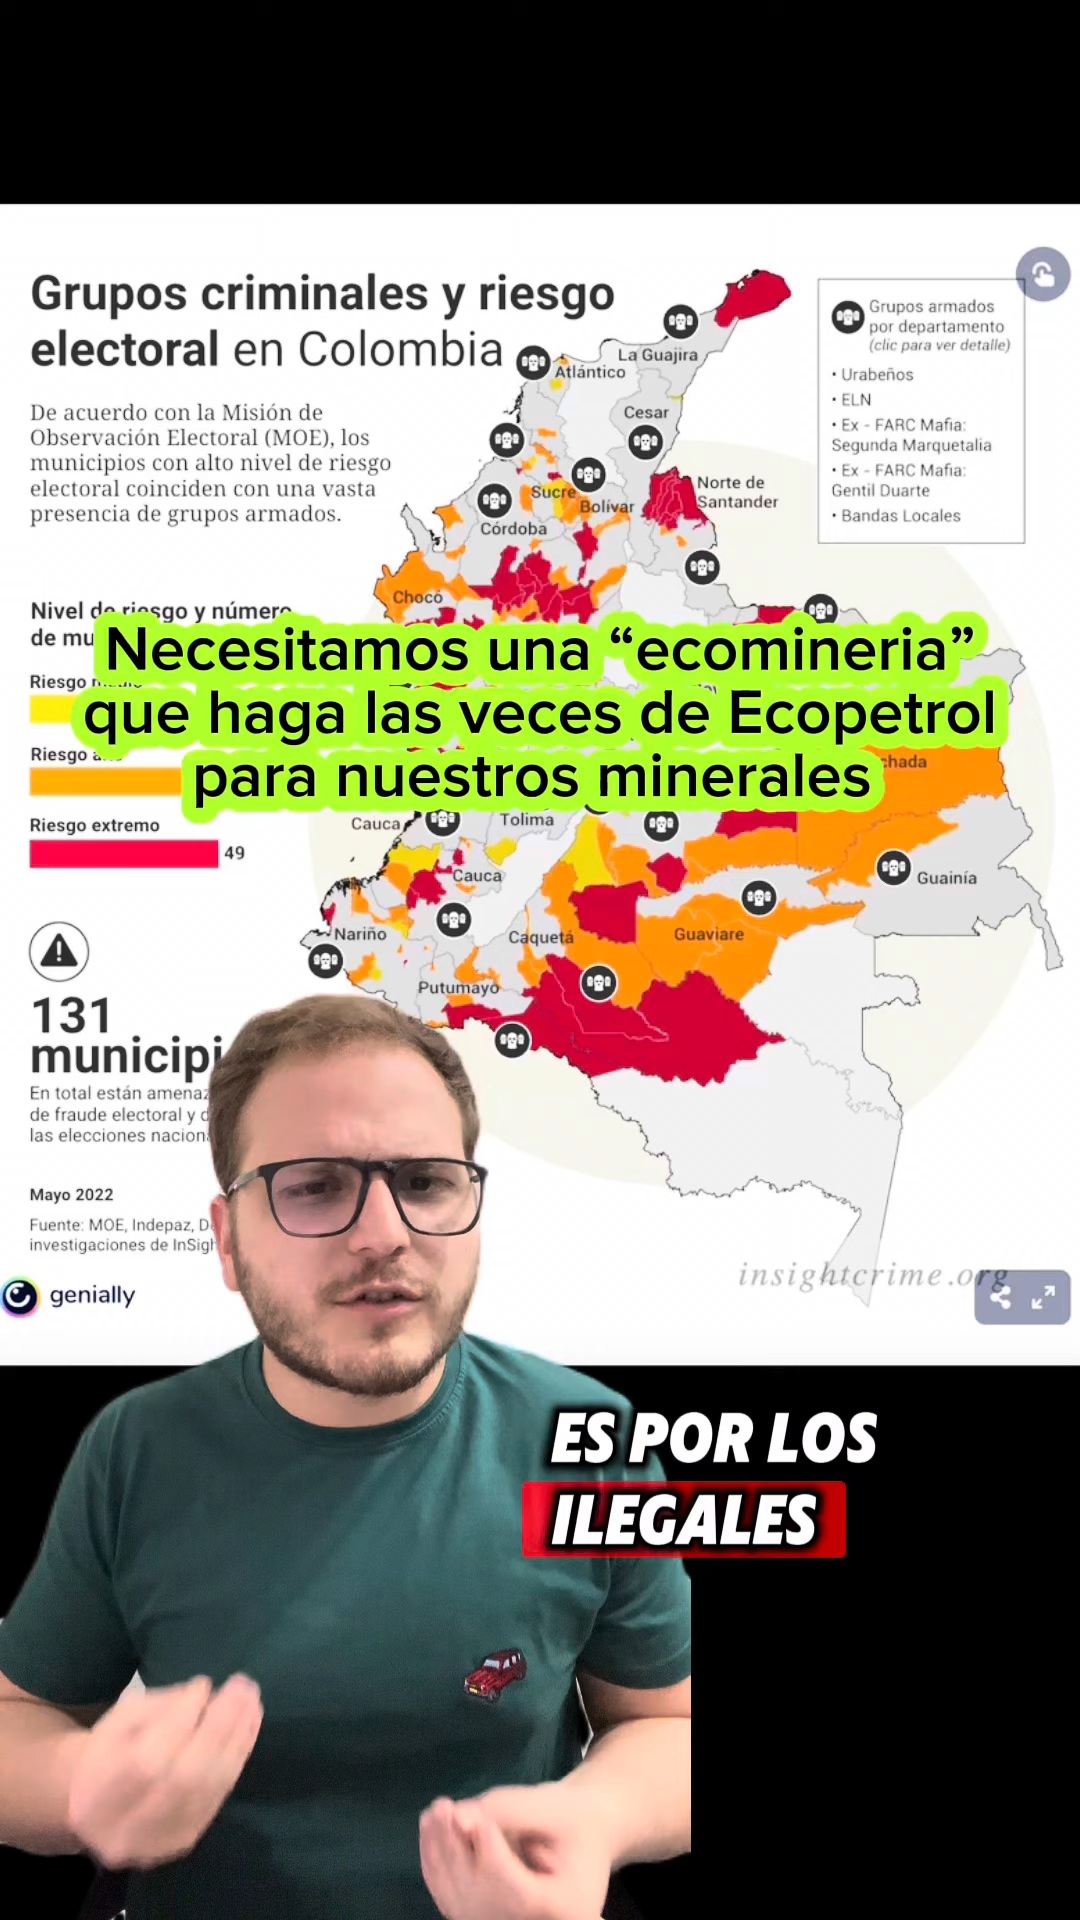 Grupos criminales y riesgo
electoral en Colombia
De acuerdo con la Misión de
Observación Electoral (MOE), los
municipios con alto nivel de riesgo
electoral coinciden con una vasta
presencia de grupos armados.
Grupos armados
por departamento
(clic para ver detalle)
• Urabeños
• ELN
• Ex - FARC Mafia:
Segunda Marquetalia
• Ex - FARC Mafia:
Gentil Duarte
• Bandas Locales
La Guajira
Atlántico
Cesar
Norte de
Santander
Sucre
Bolívar
Córdoba
Chocó
Nivel de riesgo y número
de
Necesitamos una “ecomineria”
que haga las veces de Ecopetrol
para nuestros minerales
Riesgo medio
Riesgo
Riesgo extremo
49
Cauca
Tolima
Cauca
Guainía
Nariño
Caquetá
Guaviare
Putumayo
131
En total están
de fraude electoral y
las elecciones
Mayo 2022
Fuente: MOE, Indepaz,
investigaciones de
genially
insightcrime.org
ES POR LOS
ILEGALES